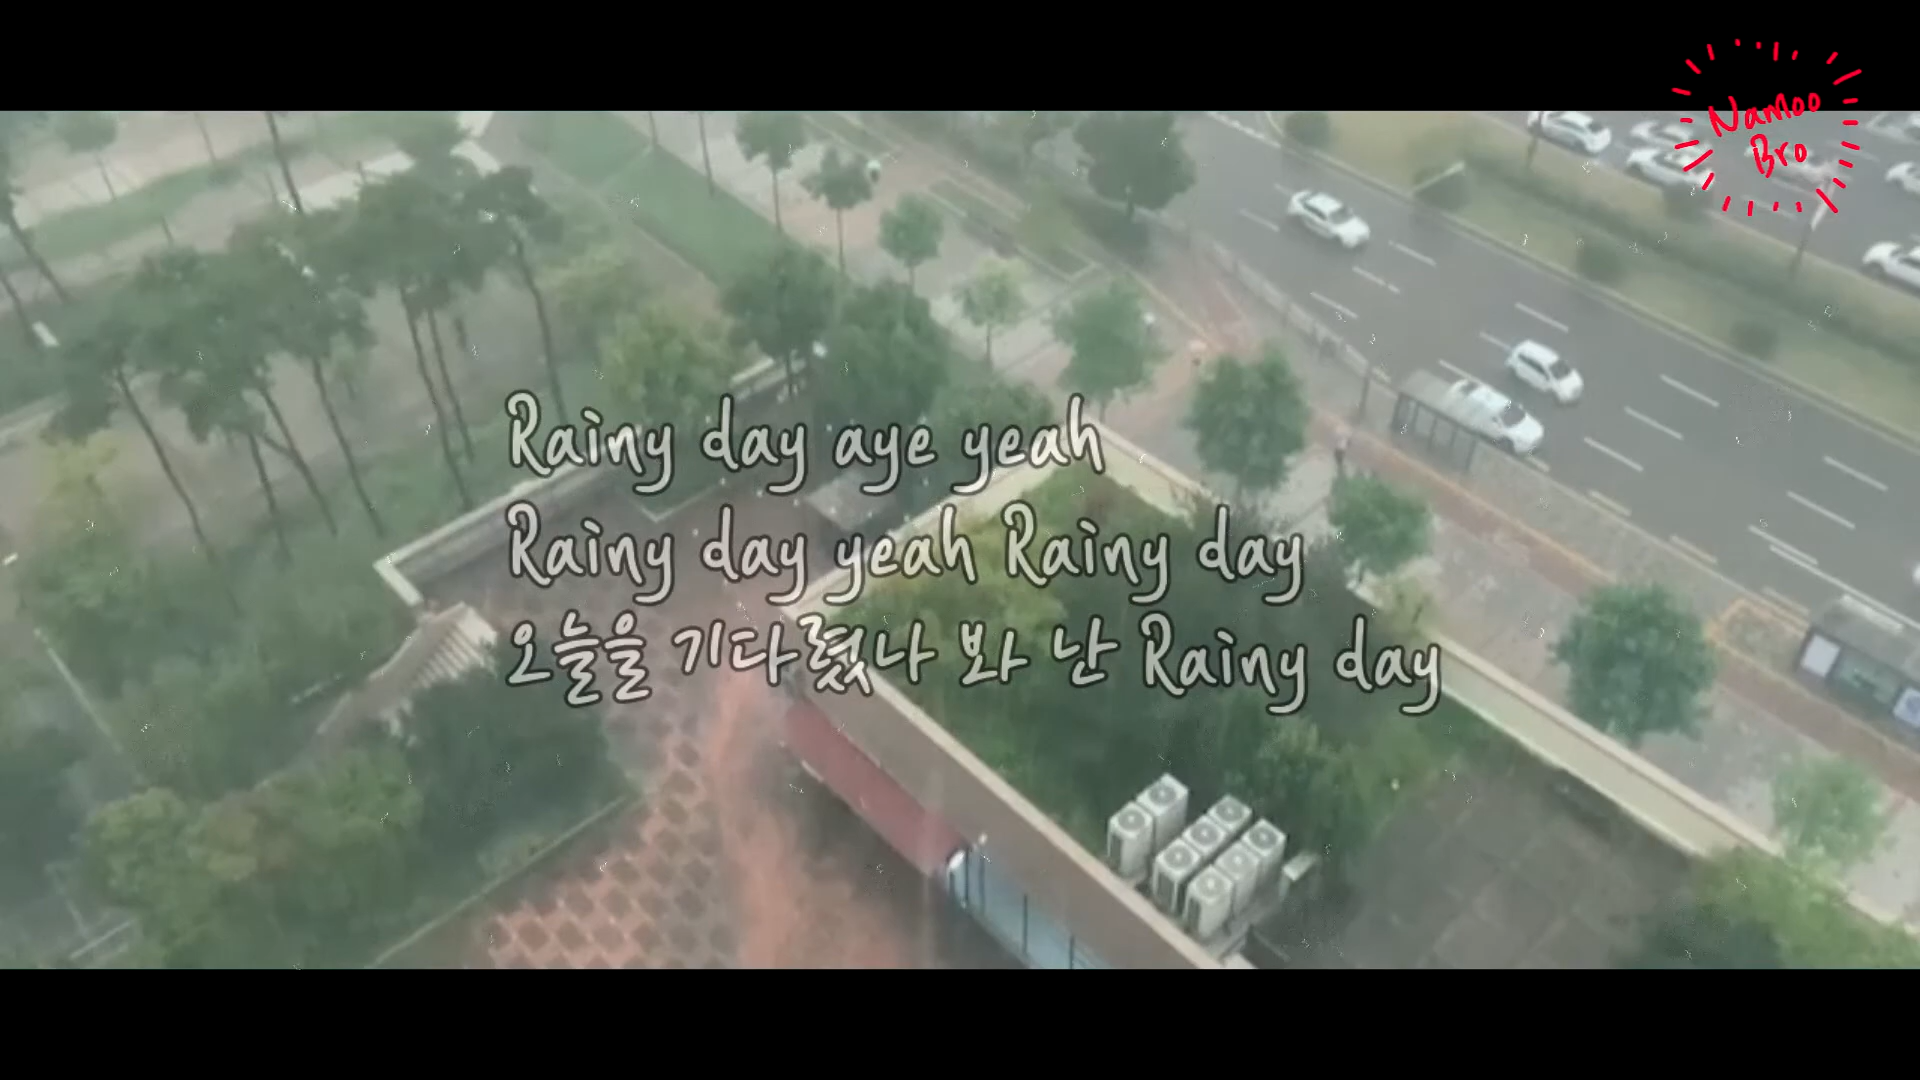 Namoo
Bro
Rainy day aye yeah
Rainy day yeah Rainy day
오늘을 기다렸나 봐 난 Rainy day